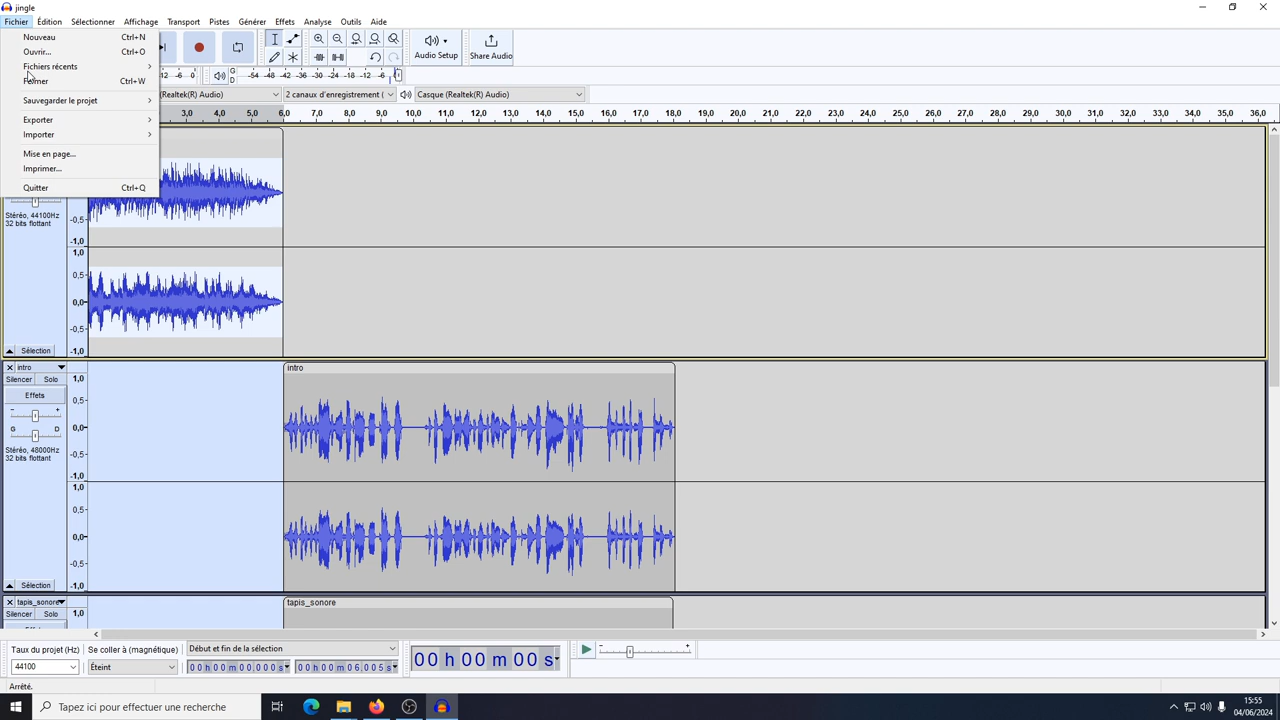 jingle
Fichier Édition Sélectionner Affichage Transport Pistes Générer Effets Analyse Outils Aide
Nouveau Ctrl+N
Ouvrir... Ctrl+O
Fichiers récents
Fermer Ctrl+W
Sauvegarder le projet
Exporter
Importer
Mise en page...
Imprimer...
Quitter Ctrl+Q
Audio Setup Share Audio
-12 -6 0 G D -54 -48 -42 -36 -30 -24 -18 -12 -6 0
(Realtek(R) Audio) 2 canaux d'enregistrement ( Casque (Realtek(R) Audio)
3,0 4,0 5,0 6,0 7,0 8,0 9,0 10,0 11,0 12,0 13,0 14,0 15,0 16,0 17,0 18,0 19,0 20,0 21,0 22,0 23,0 24,0 25,0 26,0 27,0 28,0 29,0 30,0 31,0 32,0 33,0 34,0 35,0 36,0
Stéréo, 44100Hz
32 bits flottant
-0,5
-1,0
1,0
0,5
0,0
-0,5
-1,0
Sélection
intro
Silencer Solo
Effets
- +
G D
Stéréo, 48000Hz
32 bits flottant
1,0
0,5
0,0
-0,5
-1,0
1,0
0,5
0,0
-0,5
-1,0
intro
Sélection
tapis_sonore
Silencer Solo
1,0
tapis_sonore
Taux du projet (Hz) Se coller à (magnétique) Début et fin de la sélection
44100 Éteint 00 h 00 m 00,000 s 00 h 00 m 06,005 s
00 h 00 m 00 s
- +
Arrêté.
Tapez ici pour effectuer une recherche
15:55
04/06/2024